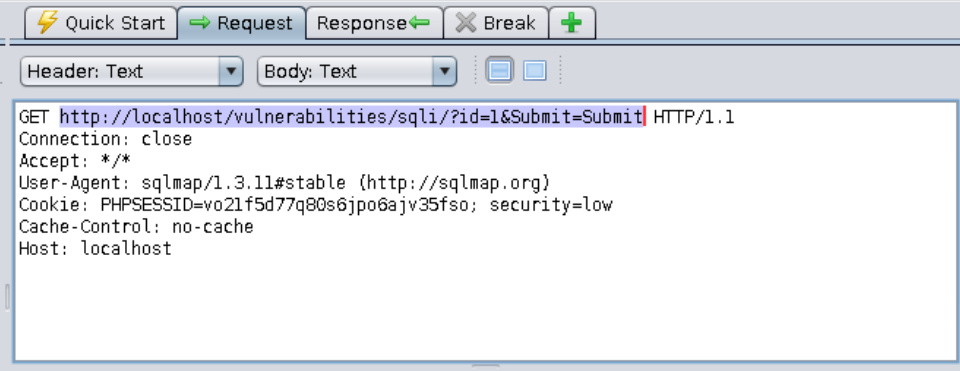 Quick Start Request Response Break
Header: Text Body: Text
GET http://localhost/vulnerabilities/sqli/?id=1&Submit=Submit HTTP/1.1
Connection: close
Accept: */*
User-Agent: sqlmap/1.3.11#stable (http://sqlmap.org)
Cookie: PHPSESSID=vo21f5d77q80s6jpo6ajv35fso; security=low
Cache-Control: no-cache
Host: localhost